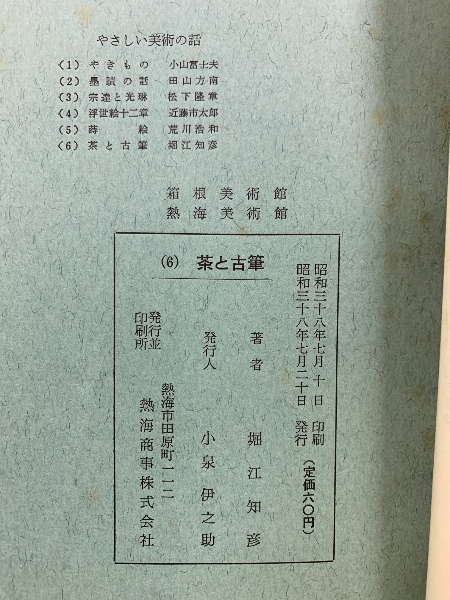 やさしい美術の話
(1) やきもの 小山富士夫
(2) 墨蹟の話 田山方南
(3) 宗達と光琳 松下隆章
(4) 浮世絵十二章 近藤市太郎
(5) 蒔絵 荒川浩和
(6) 茶と古筆 堀江知彦
箱根美術館
熱海美術館
(6) 茶と古筆
昭和三十八年七月十日 印刷
昭和三十八年七月二十日 発行
(定価六〇円)
著者 堀江知彦
発行人 小泉伊之助
発行並
印刷所
熱海市田原町一一二
熱海商事株式会社